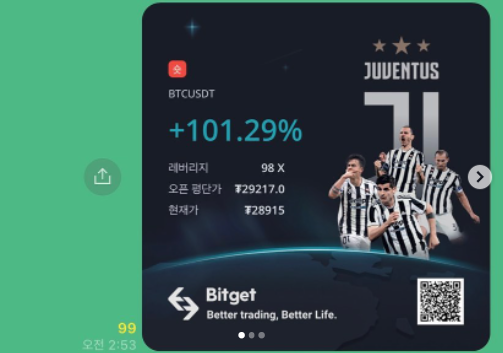 JUVENTUS
숏
BTCUSDT
+101.29%
레버리지 98 X
오픈 평단가 ₮29217.0
현재가 ₮28915
Bitget
Better trading, Better Life.
99
오전 2:53